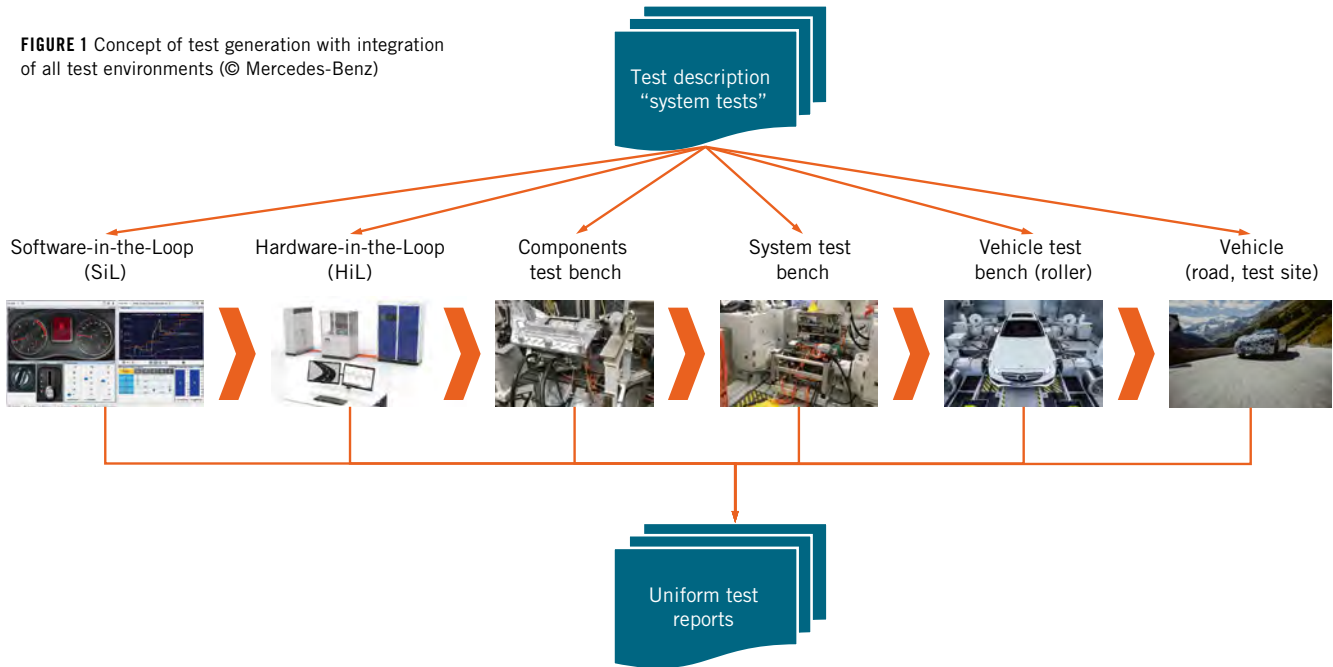 FIGURE 1 Concept of test generation with integration
of all test environments (© Mercedes-Benz)
Test description
“system tests”
Software-in-the-Loop
(SiL)
Hardware-in-the-Loop
(HiL)
Components
test bench
System test
bench
Vehicle test
bench (roller)
Vehicle
(road, test site)
Uniform test
reports